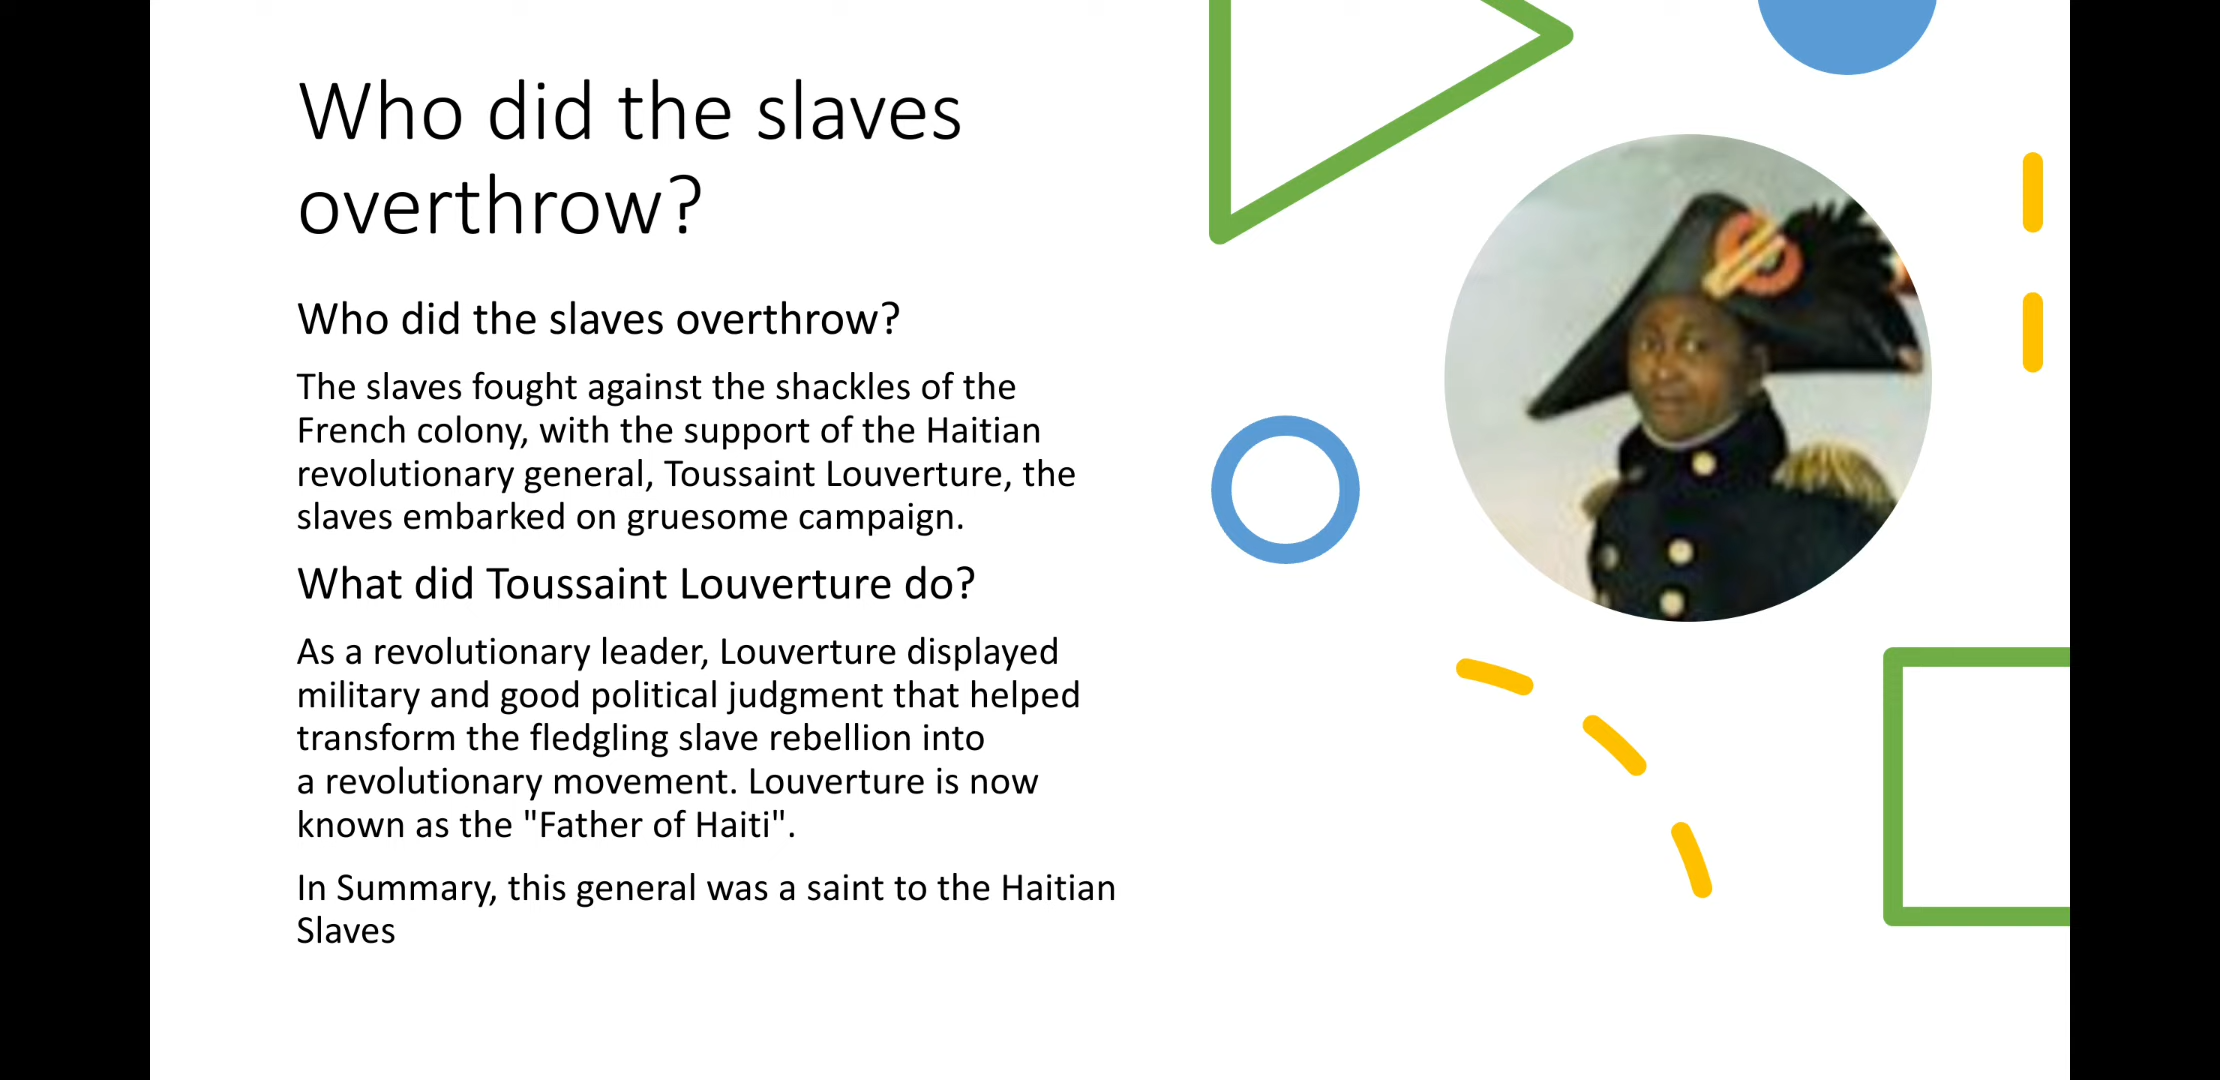 Who did the slaves
overthrow?
Who did the slaves overthrow?
The slaves fought against the shackles of the
French colony, with the support of the Haitian
revolutionary general, Toussaint Louverture, the
slaves embarked on gruesome campaign.
What did Toussaint Louverture do?
As a revolutionary leader, Louverture displayed
military and good political judgment that helped
transform the fledgling slave rebellion into
a revolutionary movement. Louverture is now
known as the "Father of Haiti".
In Summary, this general was a saint to the Haitian
Slaves